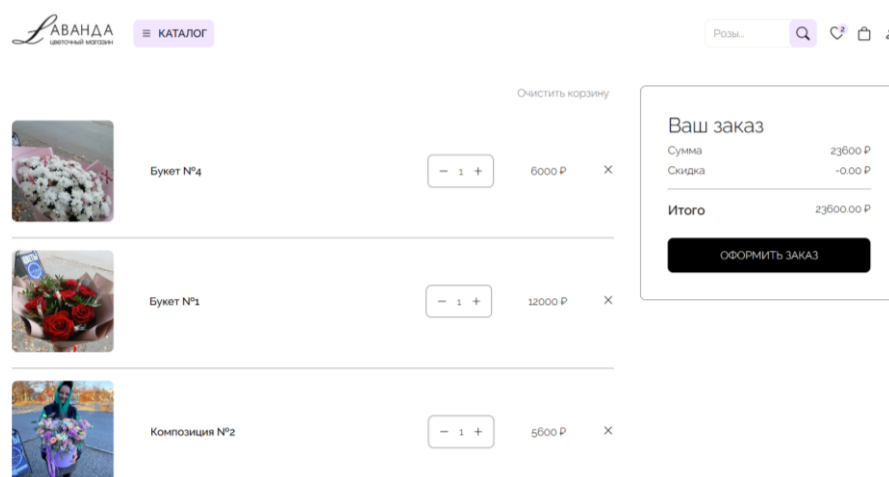 ЛАВАНДА
цветочный магазин
≡ КАТАЛОГ
Розы..
2
Очистить корзину
Букет №4
− 1 +
6000 ₽
×
Букет №1
− 1 +
12000 ₽
×
Композиция №2
− 1 +
5600 ₽
×
Ваш заказ
Сумма 23600 ₽
Скидка -0.00 ₽
Итого 23600.00 ₽
ОФОРМИТЬ ЗАКАЗ